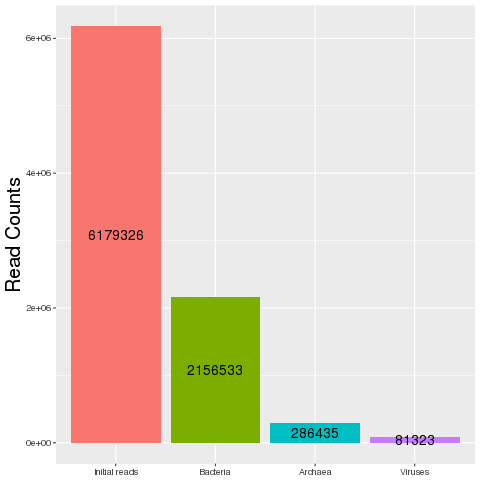 Read Counts
6e+06
4e+06
2e+06
0e+00
6179326
2156533
286435
81323
Initial reads
Bacteria
Archaea
Viruses